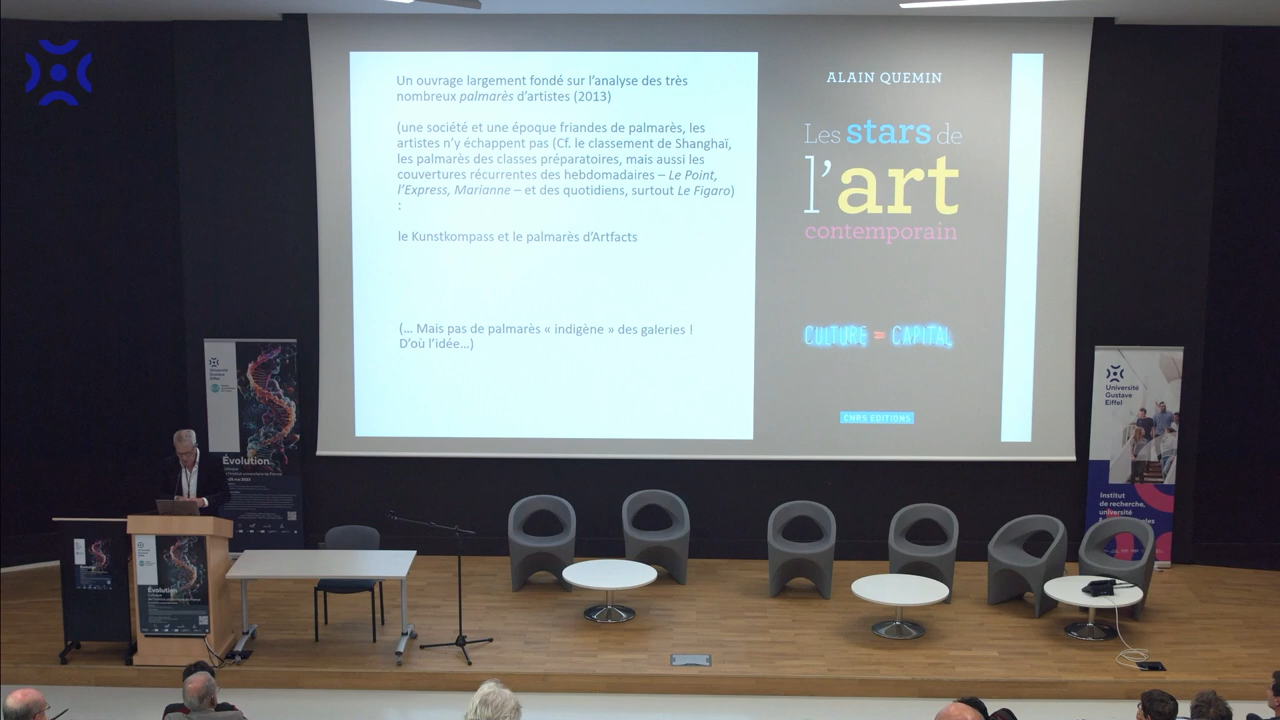 Un ouvrage largement fondé sur l'analyse des très
nombreux palmarès d'artistes (2013)
(une société et une époque friandes de palmarès, les
artistes n'y échappent pas (Cf. le classement de Shanghaï,
les palmarès des classes préparatoires, mais aussi les
couvertures récurrentes des hebdomadaires – Le Point,
l'Express, Marianne – et des quotidiens, surtout Le Figaro)
:
le Kunstkompass et le palmarès d'Artfacts
(… Mais pas de palmarès « indigène » des galeries !
D'où l'idée…)
ALAIN QUEMIN
Les stars de
l'art
contemporain
CULTURE = CAPITAL
CNRS EDITIONS
Université
Gustave
Eiffel
Évolution
Évolution
Université
Gustave
Eiffel
Institut
de recherche,
université